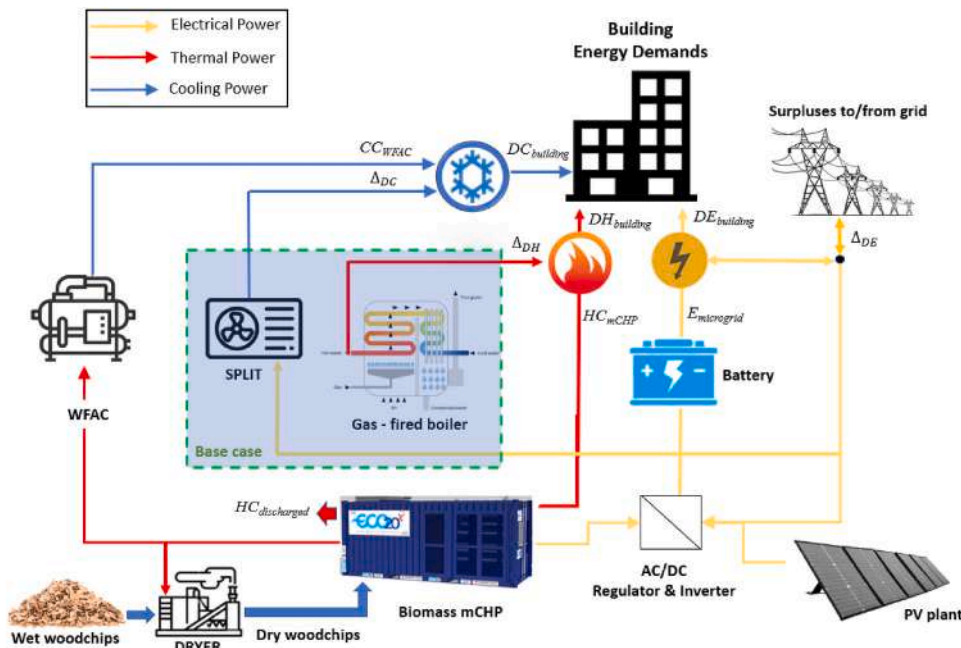 Electrical Power
Thermal Power
Cooling Power
Building
Energy Demands
Surpluses to/from grid
CC_WFAC
DC_building
Δ_DC
DH_building
DE_building
Δ_DH
Δ_DE
HC_mCHP
E_microgrid
SPLIT
Battery
WFAC
Gas - fired boiler
Base case
HC_discharged
ECO20x
AC/DC
Regulator & Inverter
Biomass mCHP
PV plant
Wet woodchips
DRYER
Dry woodchips